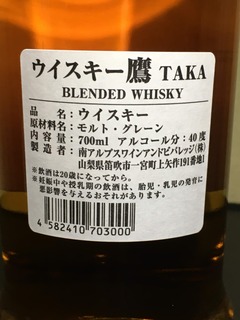 ウイスキー鷹 TAKA
BLENDED WHISKY
品名:ウイスキー
原材料名:モルト・グレーン
内容量:700ml アルコール分:40度
製造者:南アルプスワインアンドビバレッジ(株)
山梨県笛吹市一宮町上矢作191番地1
※飲酒は20歳になってから。
※妊娠中や授乳期の飲酒は、胎児・乳児の発育に
悪影響を与えるおそれがあります。
4 582410 703000